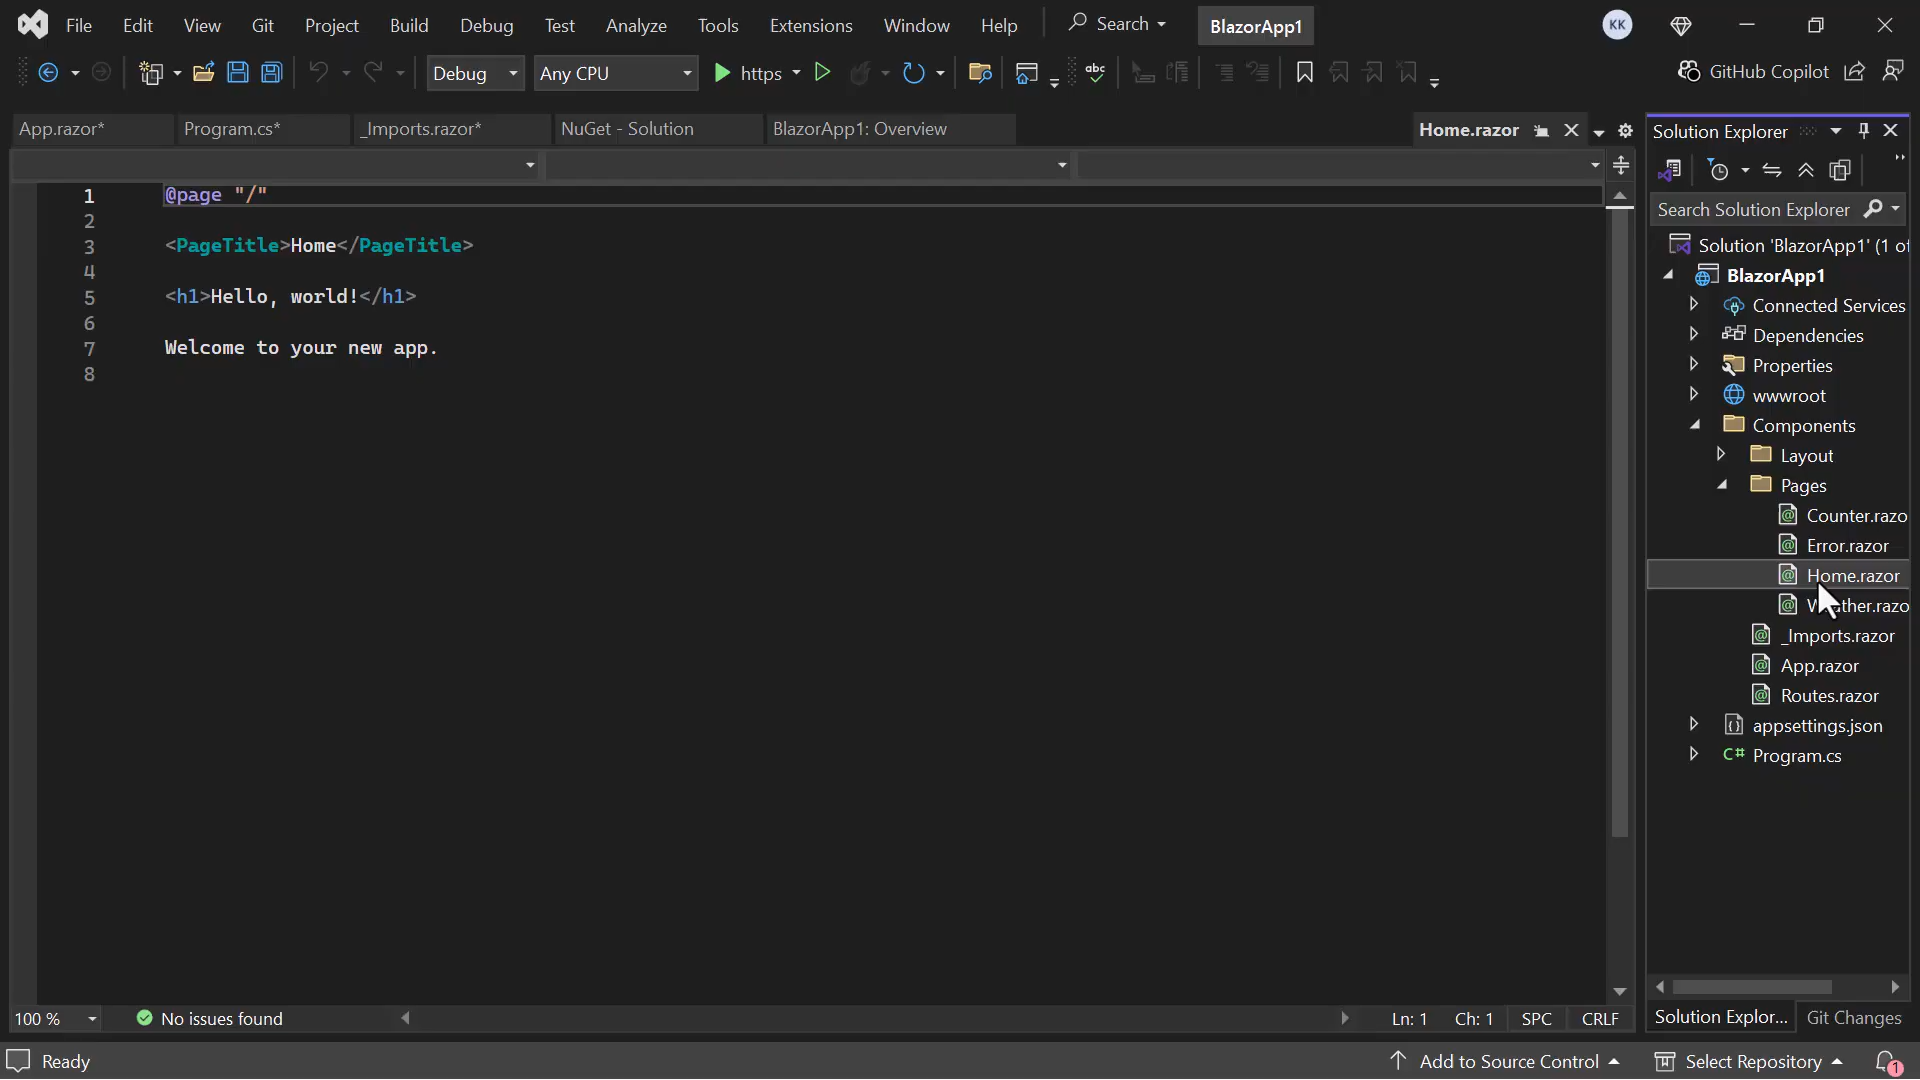 File Edit View Git Project Build Debug Test Analyze Tools Extensions Window Help Search BlazorApp1 KK
Debug Any CPU https abc GitHub Copilot
App.razor* Program.cs* _Imports.razor* NuGet - Solution BlazorApp1: Overview Home.razor
1 @page "/"
2
3 <PageTitle>Home</PageTitle>
4
5 <h1>Hello, world!</h1>
6
7 Welcome to your new app.
8
100 % No issues found Ln: 1 Ch: 1 SPC CRLF
Solution Explorer
Search Solution Explorer
Solution 'BlazorApp1' (1 of
BlazorApp1
Connected Services
Dependencies
Properties
wwwroot
Components
Layout
Pages
@ Counter.razo
@ Error.razor
@ Home.razor
@ ther.razo
@ _Imports.razor
@ App.razor
@ Routes.razor
appsettings.json
C# Program.cs
Solution Explor... Git Changes
Ready Add to Source Control Select Repository 1